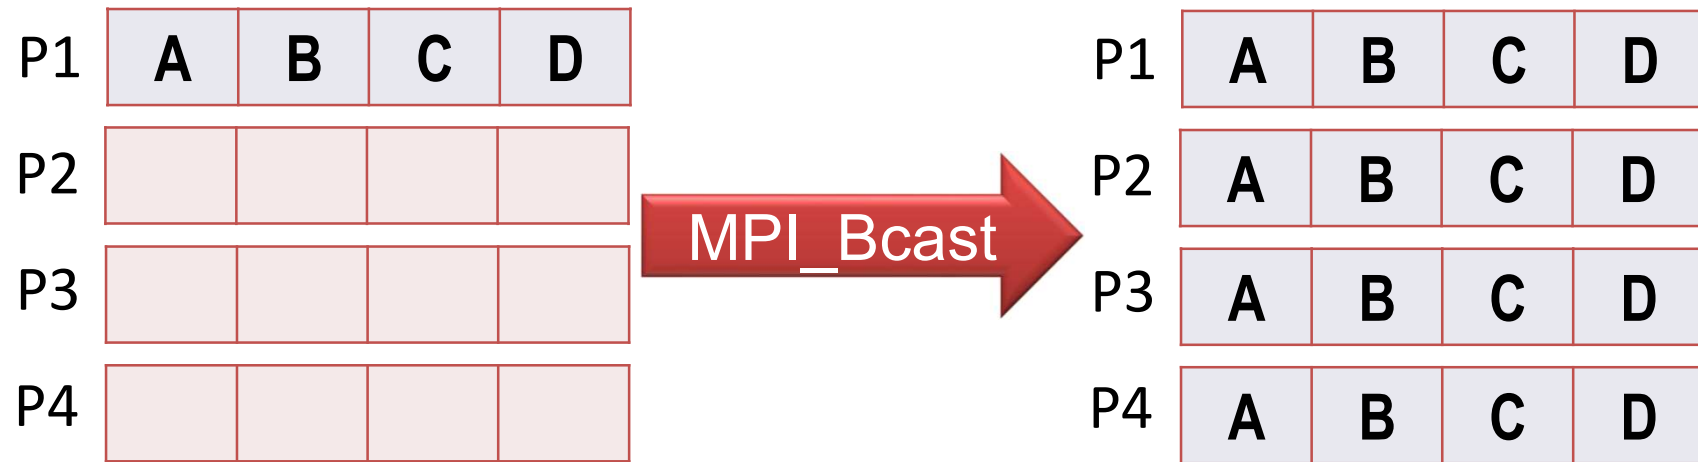 P1 A B C D
P2
P3
P4
MPI_Bcast
P1 A B C D
P2 A B C D
P3 A B C D
P4 A B C D